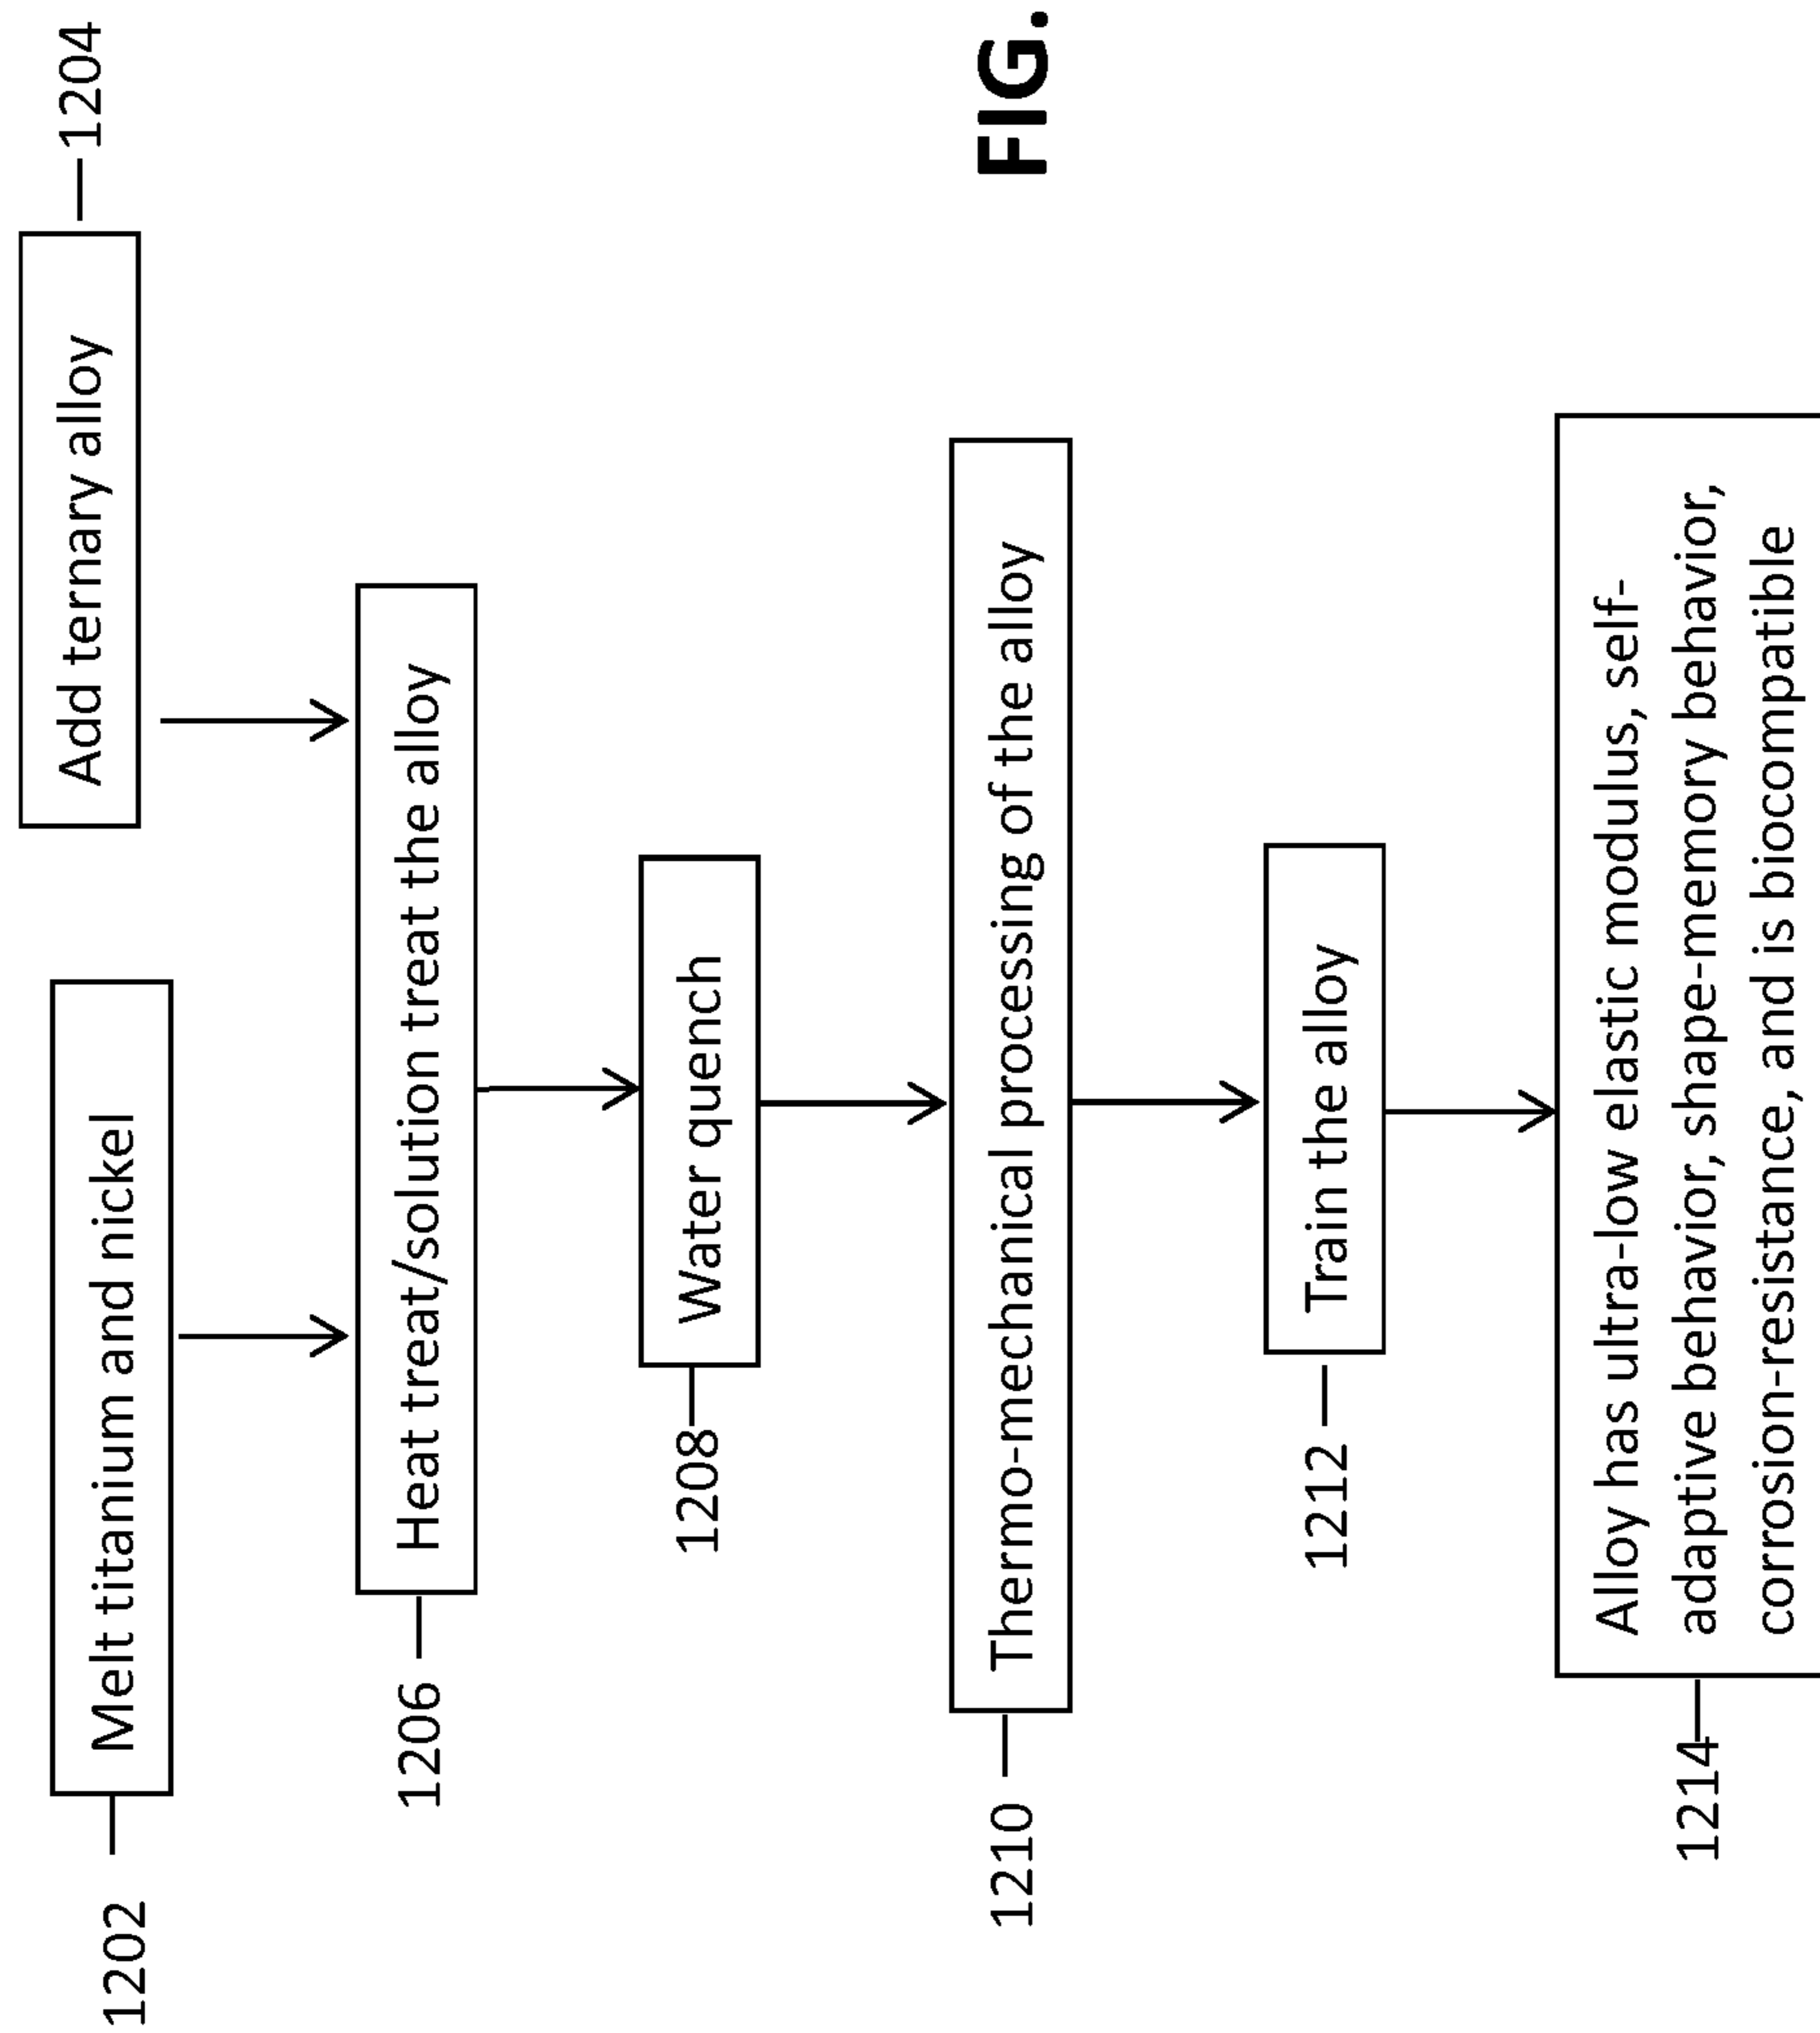 1202
Melt titanium and nickel
Add ternary alloy
1204
1206
Heat treat/solution treat the alloy
1208
Water quench
1210
Thermo-mechanical processing of the alloy
FIG.
1212
Train the alloy
1214
Alloy has ultra-low elastic modulus, self-
adaptive behavior, shape-memory behavior,
corrosion-resistance, and is biocompatible